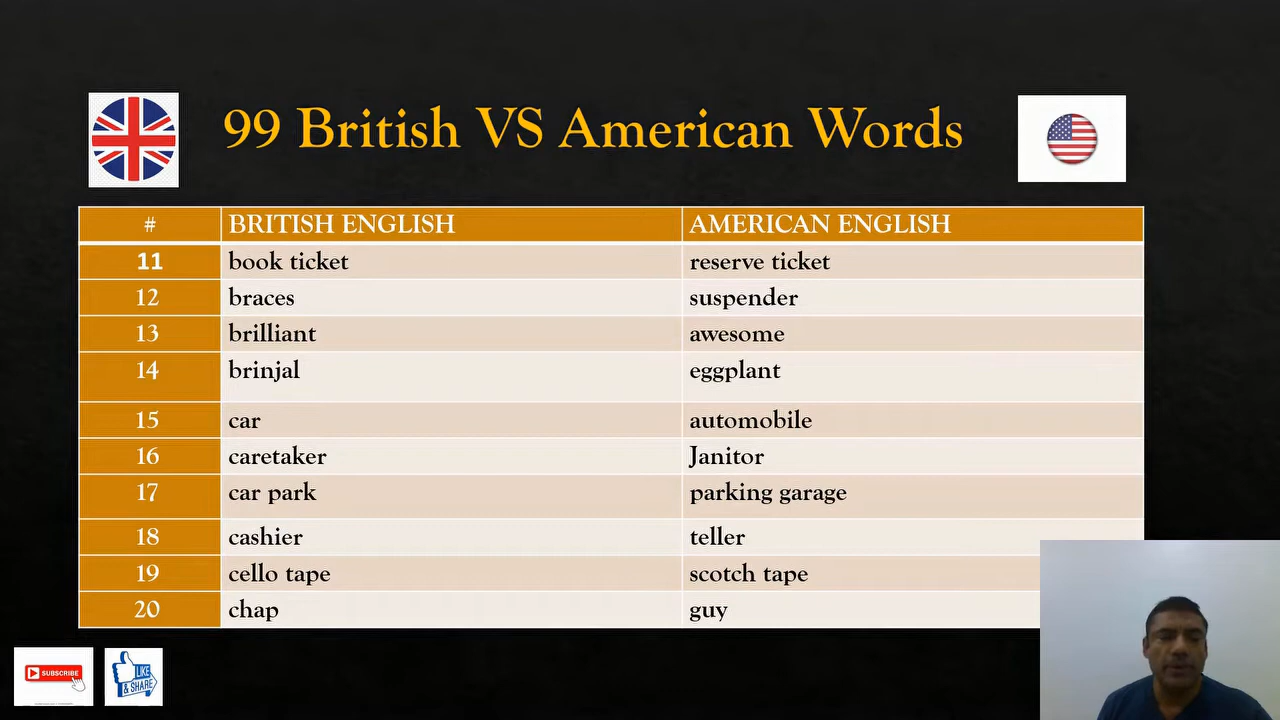 99 British VS American Words
# BRITISH ENGLISH AMERICAN ENGLISH
11 book ticket reserve ticket
12 braces suspender
13 brilliant awesome
14 brinjal eggplant
15 car automobile
16 caretaker Janitor
17 car park parking garage
18 cashier teller
19 cello tape scotch tape
20 chap guy
SUBSCRIBE
LIKE
& SHARE